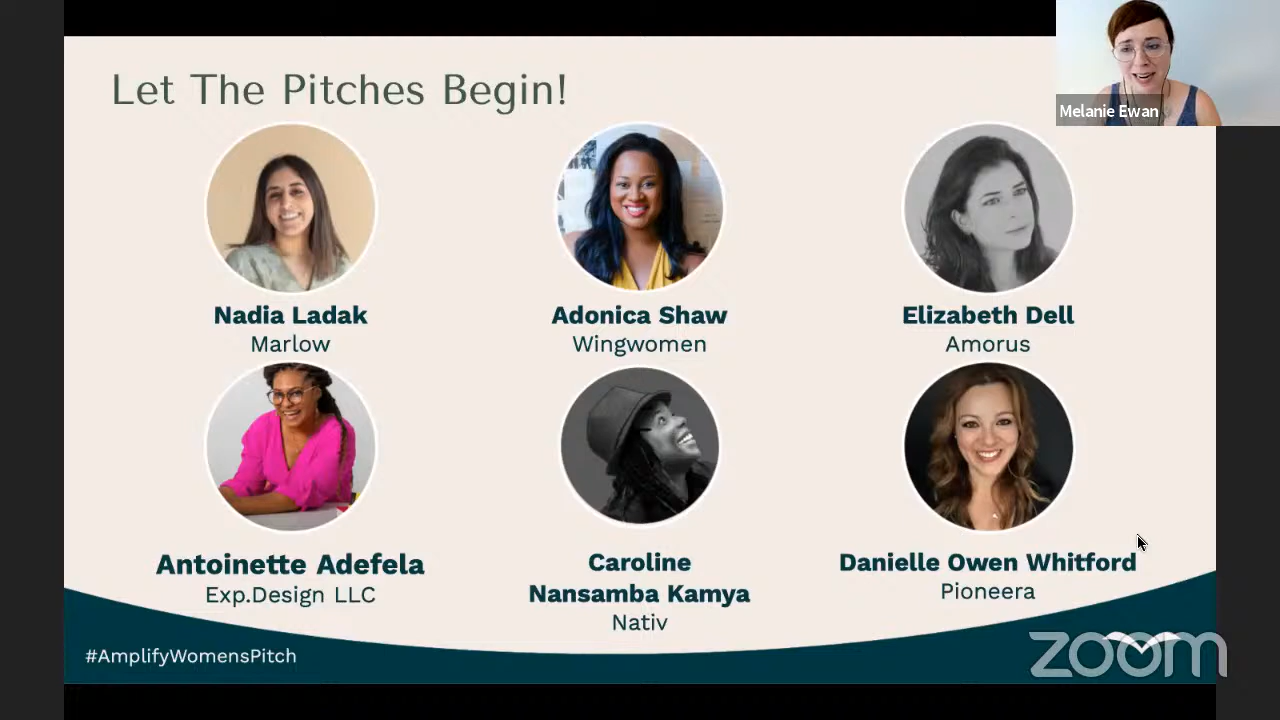 Let The Pitches Begin!
Melanie Ewan
Nadia Ladak
Marlow
Adonica Shaw
Wingwomen
Elizabeth Dell
Amorus
Antoinette Adefela
Exp.Design LLC
Caroline
Nansamba Kamya
Nativ
Danielle Owen Whitford
Pioneera
#AmplifyWomensPitch
zoom